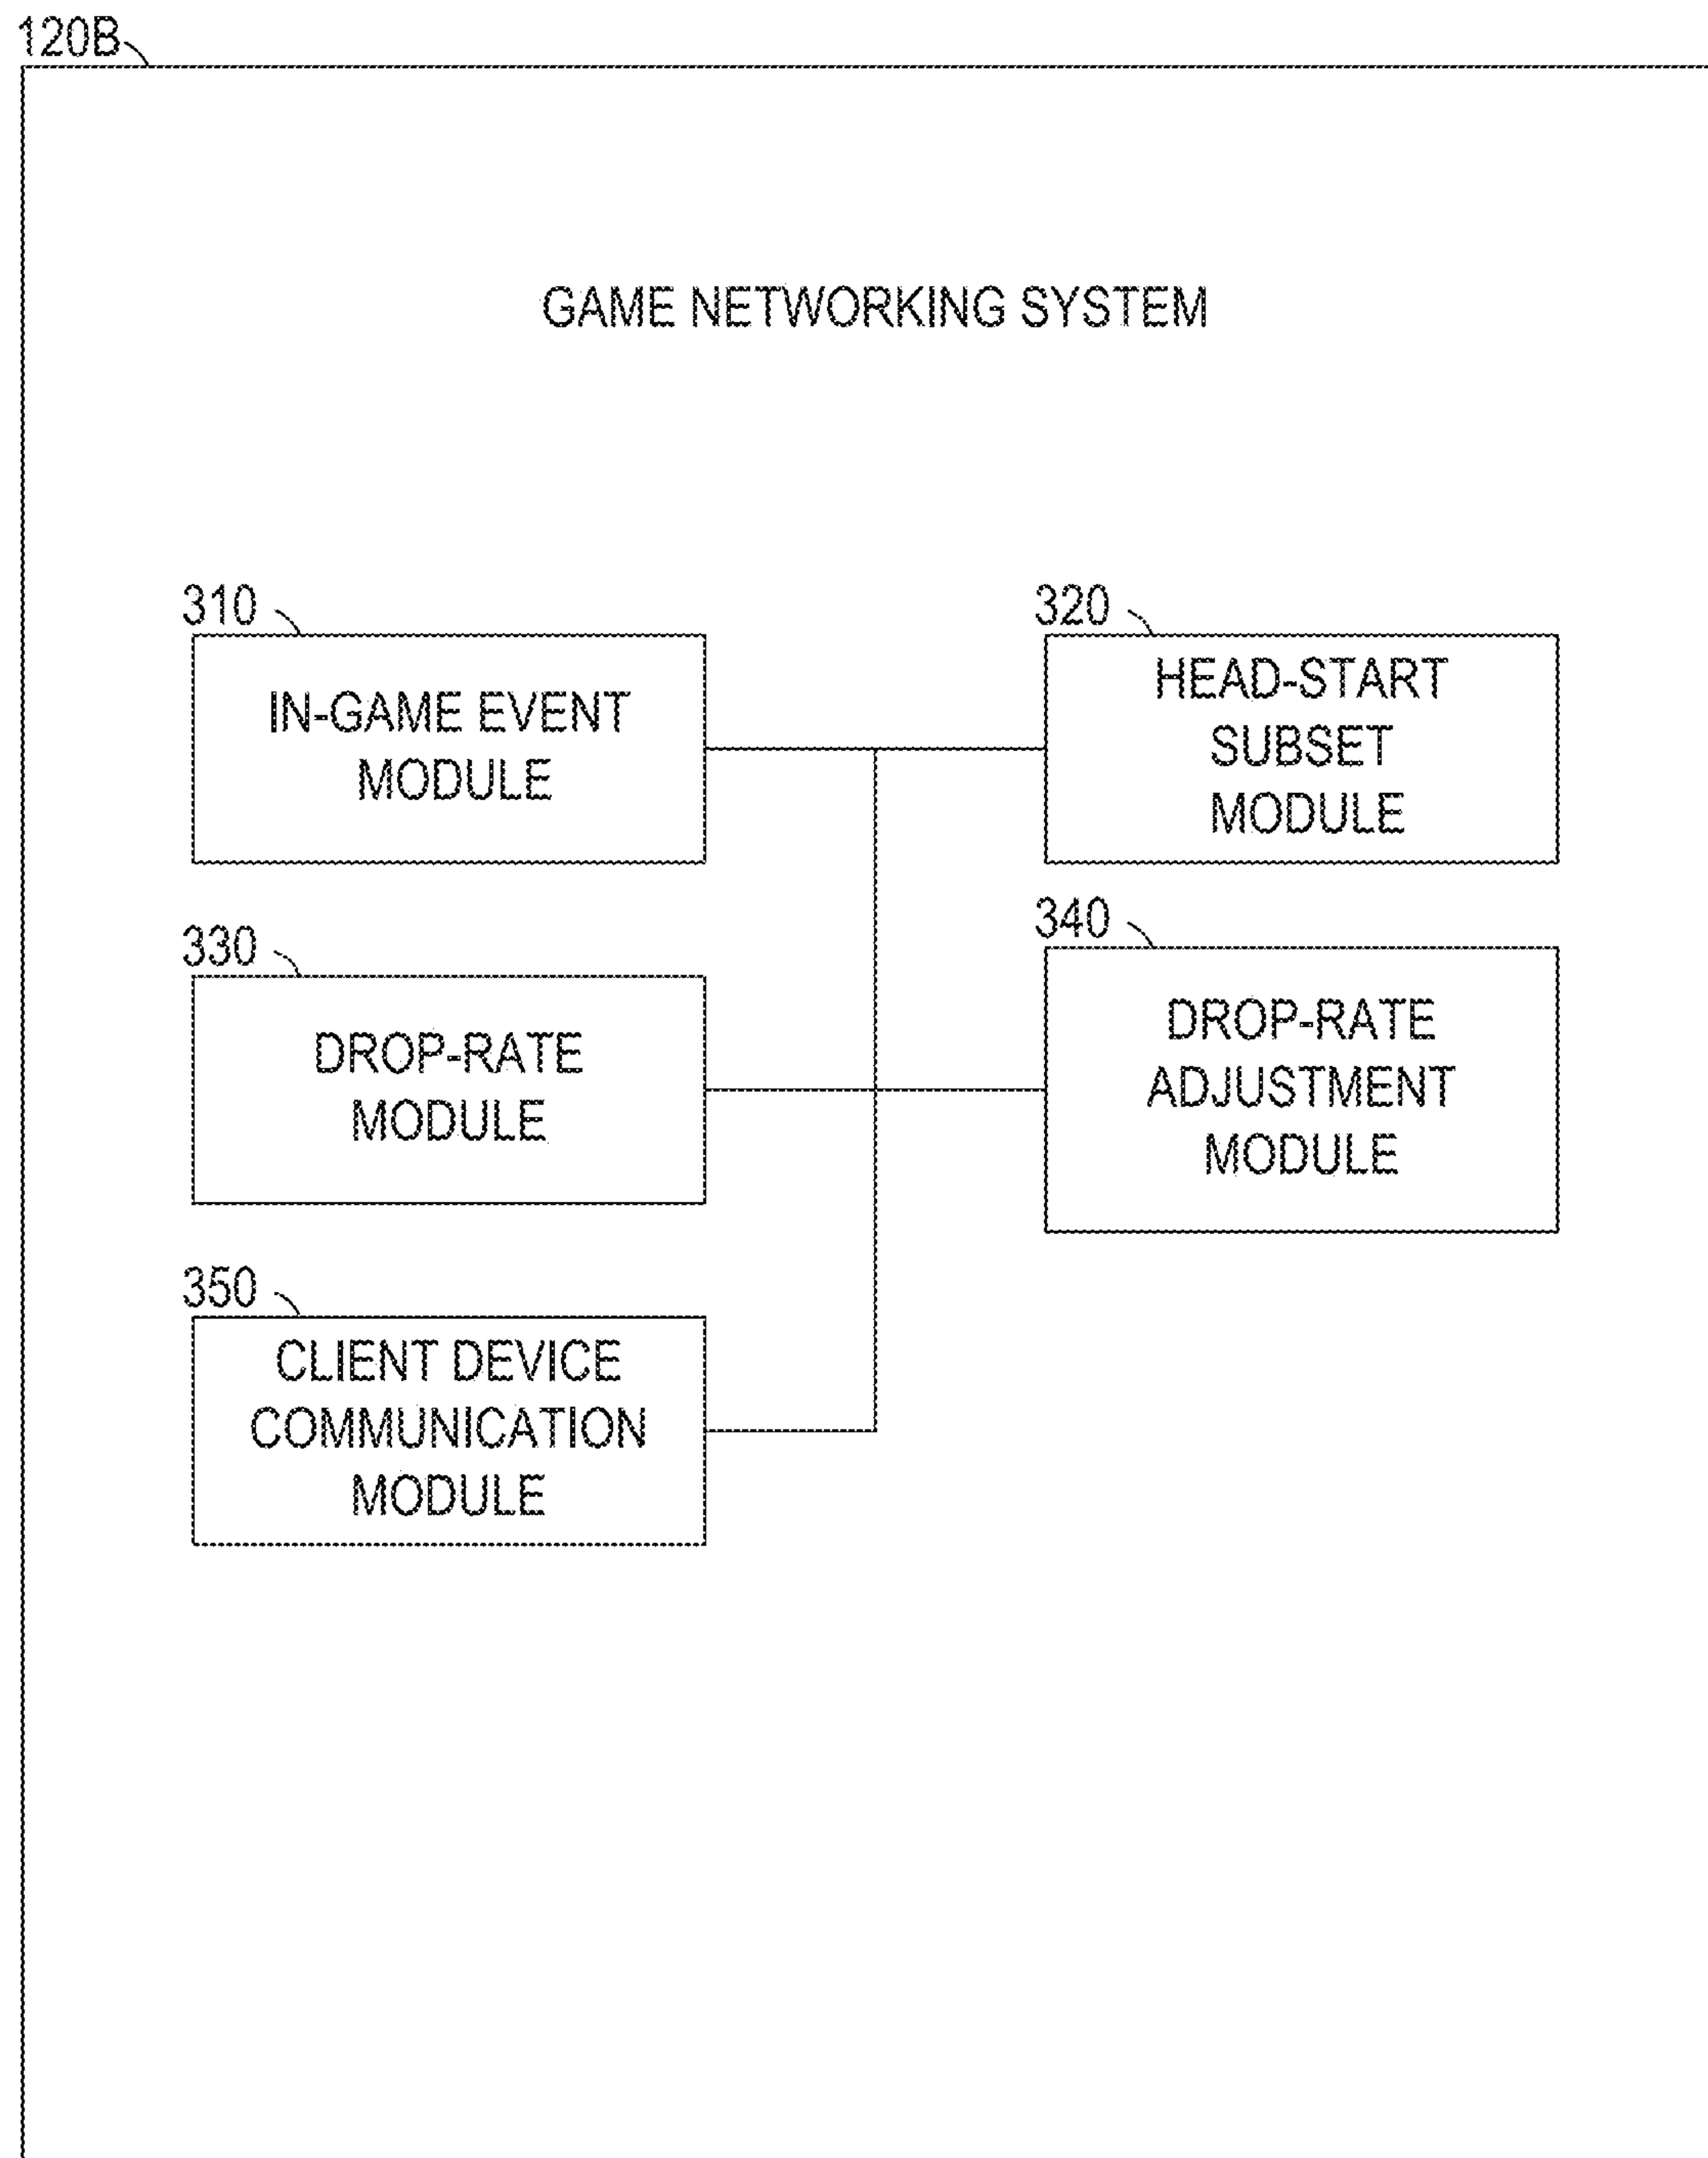 120B
GAME NETWORKING SYSTEM
310
IN-GAME EVENT
MODULE
320
HEAD-START
SUBSET
MODULE
330
DROP-RATE
MODULE
340
DROP-RATE
ADJUSTMENT
MODULE
350
CLIENT DEVICE
COMMUNICATION
MODULE